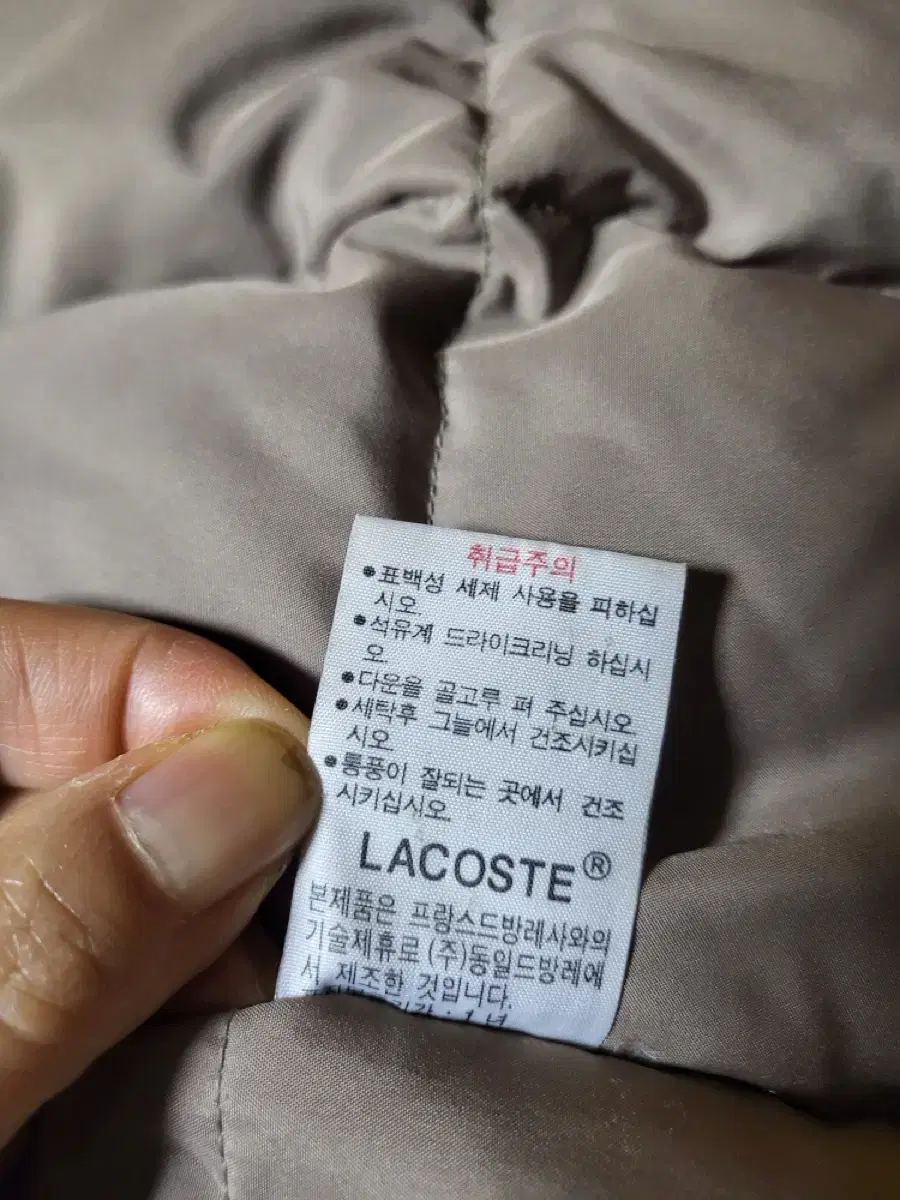 취급주의
●표백성 세제 사용을 피하십
시오.
●석유계 드라이크리닝 하십시
오.
●다운을 골고루 펴 주십시오
●세탁후 그늘에서 건조시키십
시오.
●통풍이 잘되는 곳에서 건조
시키십시오.
LACOSTE®
본제품은 프랑스드방레사와의
기술제휴로 (주)동일드방레에
서 제조한 것입니다.
: 1 년